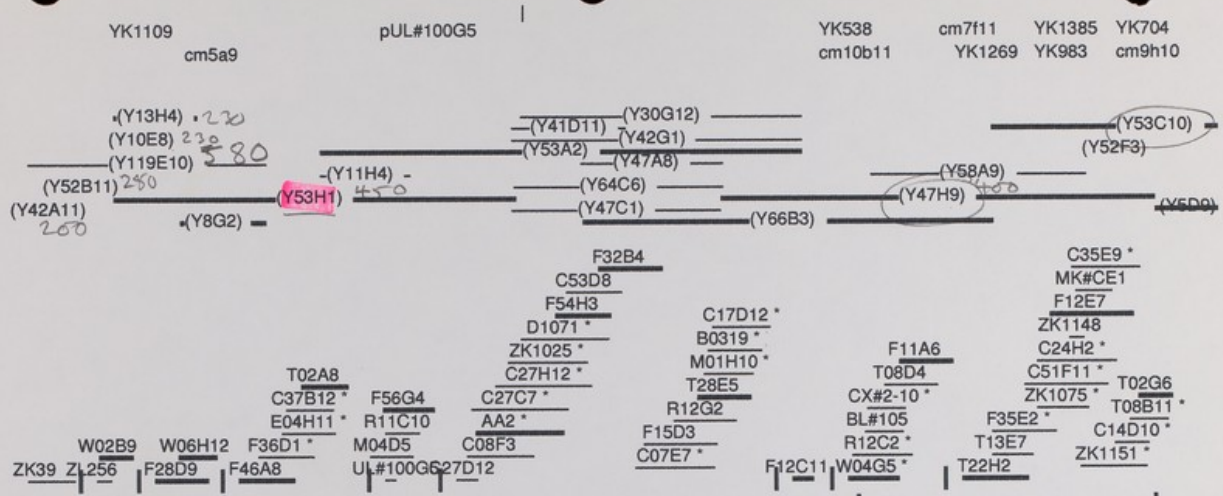 YK1109 pUL#100G5 YK538 cm7f11 YK1385 YK704
cm5a9 cm10b11 YK1269 YK983 cm9h10
(Y13H4) 230 (Y30G12) (Y53C10)
(Y41D11)
(Y10E8) 230 (Y42G1)
(Y53A2) (Y52F3)
(Y119E10) 580 (Y47A8)
(Y11H4) (Y58A9)
(Y52B11) 280 (Y64C6)
(Y53H1) 450 (Y47H9) 400
(Y42A11) (Y47C1) (Y5D9)
200 (Y8G2) (Y66B3)
C35E9 *
F32B4
C53D8 MK#CE1
F54H3 F12E7
C17D12 *
D1071 * ZK1148
B0319 *
ZK1025 * F11A6 C24H2 *
M01H10 *
T02A8 C27H12 * T08D4 C51F11 *
T28E5 T02G6
C37B12 * F56G4 C27C7 * CX#2-10 * ZK1075 *
R12G2 T08B11 *
E04H11 * R11C10 AA2 * BL#105 F35E2 *
F15D3 C14D10 *
W02B9 W06H12 F36D1 * M04D5 C08F3 R12C2 * T13E7
C07E7 * ZK1151 *
ZK39 F28D9 F46A8 C27D12 F12C11 W04G5 * T22H2